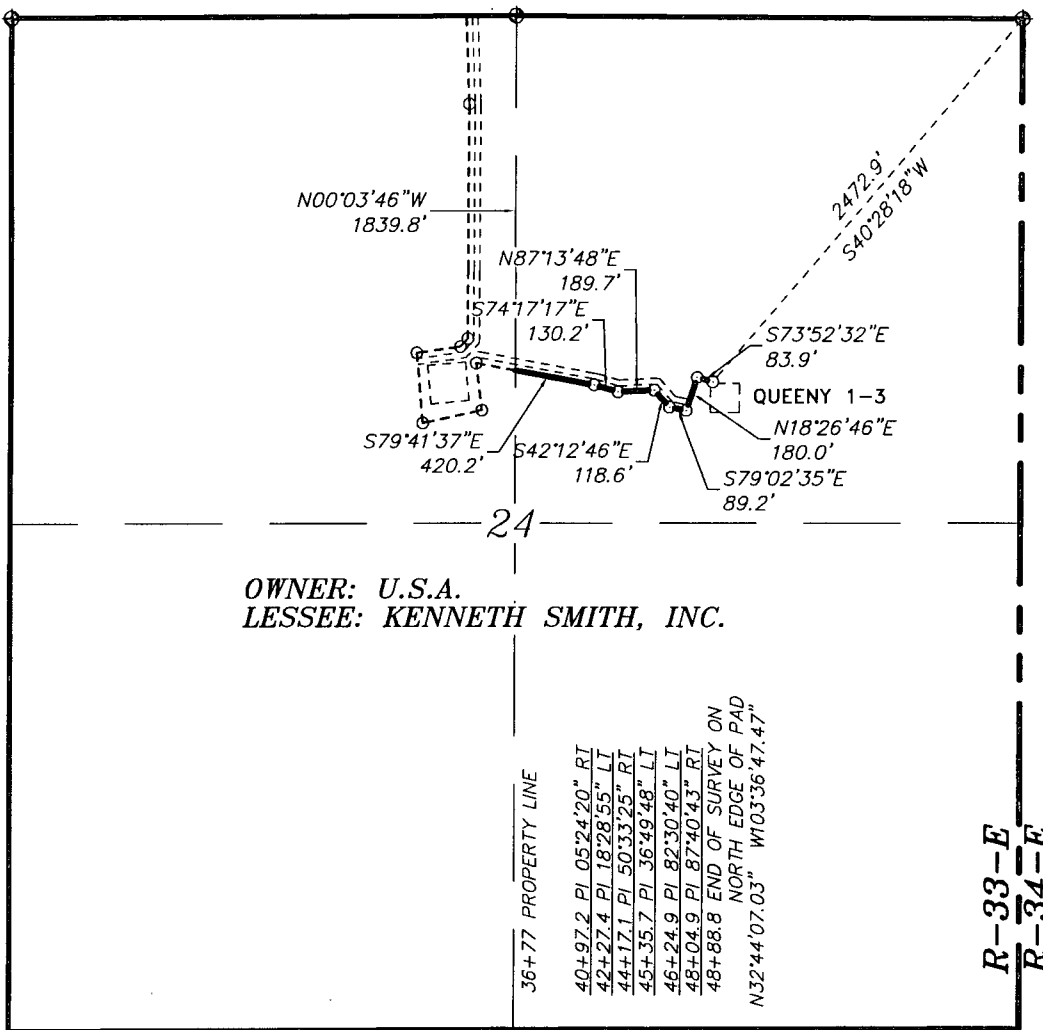 N00°03'46"W
1839.8'
2472.9'
S40°28'18"W
N87°13'48"E
189.7'
S74°17'17"E
130.2'
S73°52'32"E
83.9'
QUEENY 1-3
N18°26'46"E
180.0'
S79°41'37"E
420.2'
S42°12'46"E
118.6'
S79°02'35"E
89.2'
24
OWNER: U.S.A.
LESSEE: KENNETH SMITH, INC.
36+77 PROPERTY LINE
40+97.2 PI 05°24'20" RT
42+27.4 PI 18°28'55" LT
44+17.1 PI 50°33'25" RT
45+35.7 PI 36°49'48" LT
46+24.9 PI 82°30'40" LT
48+04.9 PI 87°40'43" RT
48+88.8 END OF SURVEY ON
NORTH EDGE OF PAD
N32°44'07.03" W103°36'47.47"
R-33-E
R-34-E